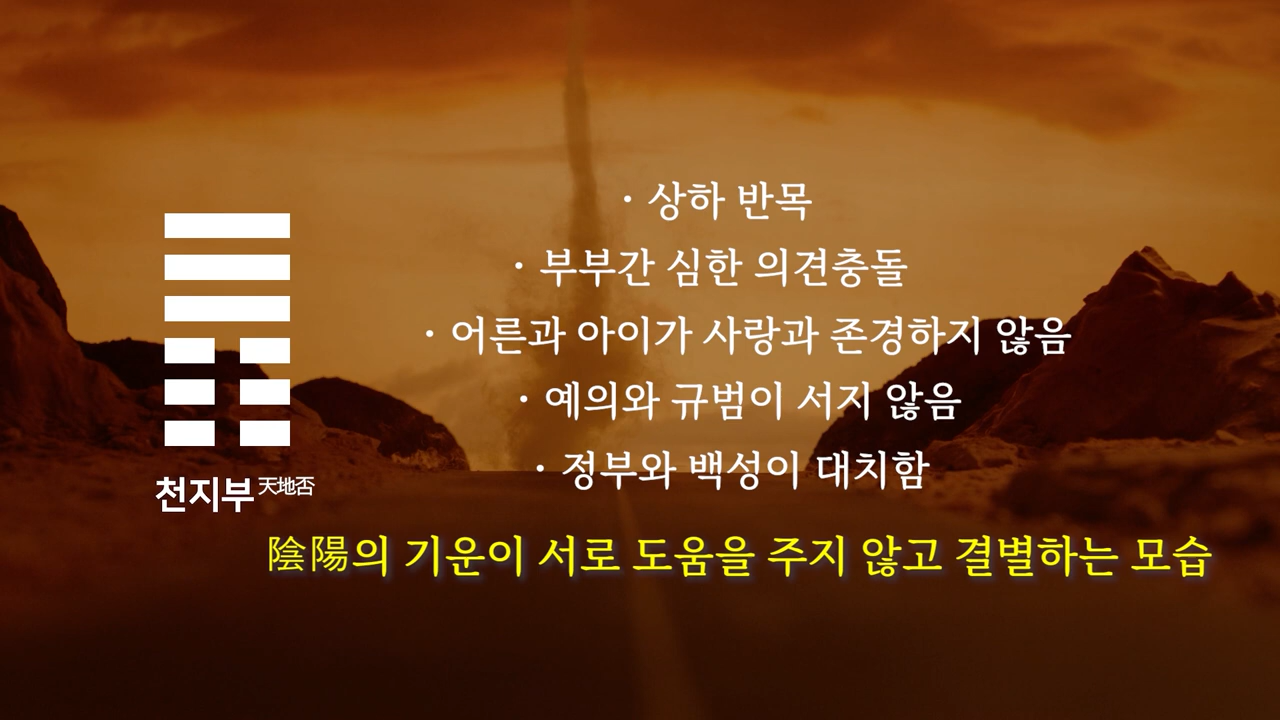 · 상하 반목
· 부부간 심한 의견충돌
· 어른과 아이가 사랑과 존경하지 않음
· 예의와 규범이 서지 않음
· 정부와 백성이 대치함
천지부 天地否
陰陽의 기운이 서로 도움을 주지 않고 결별하는 모습